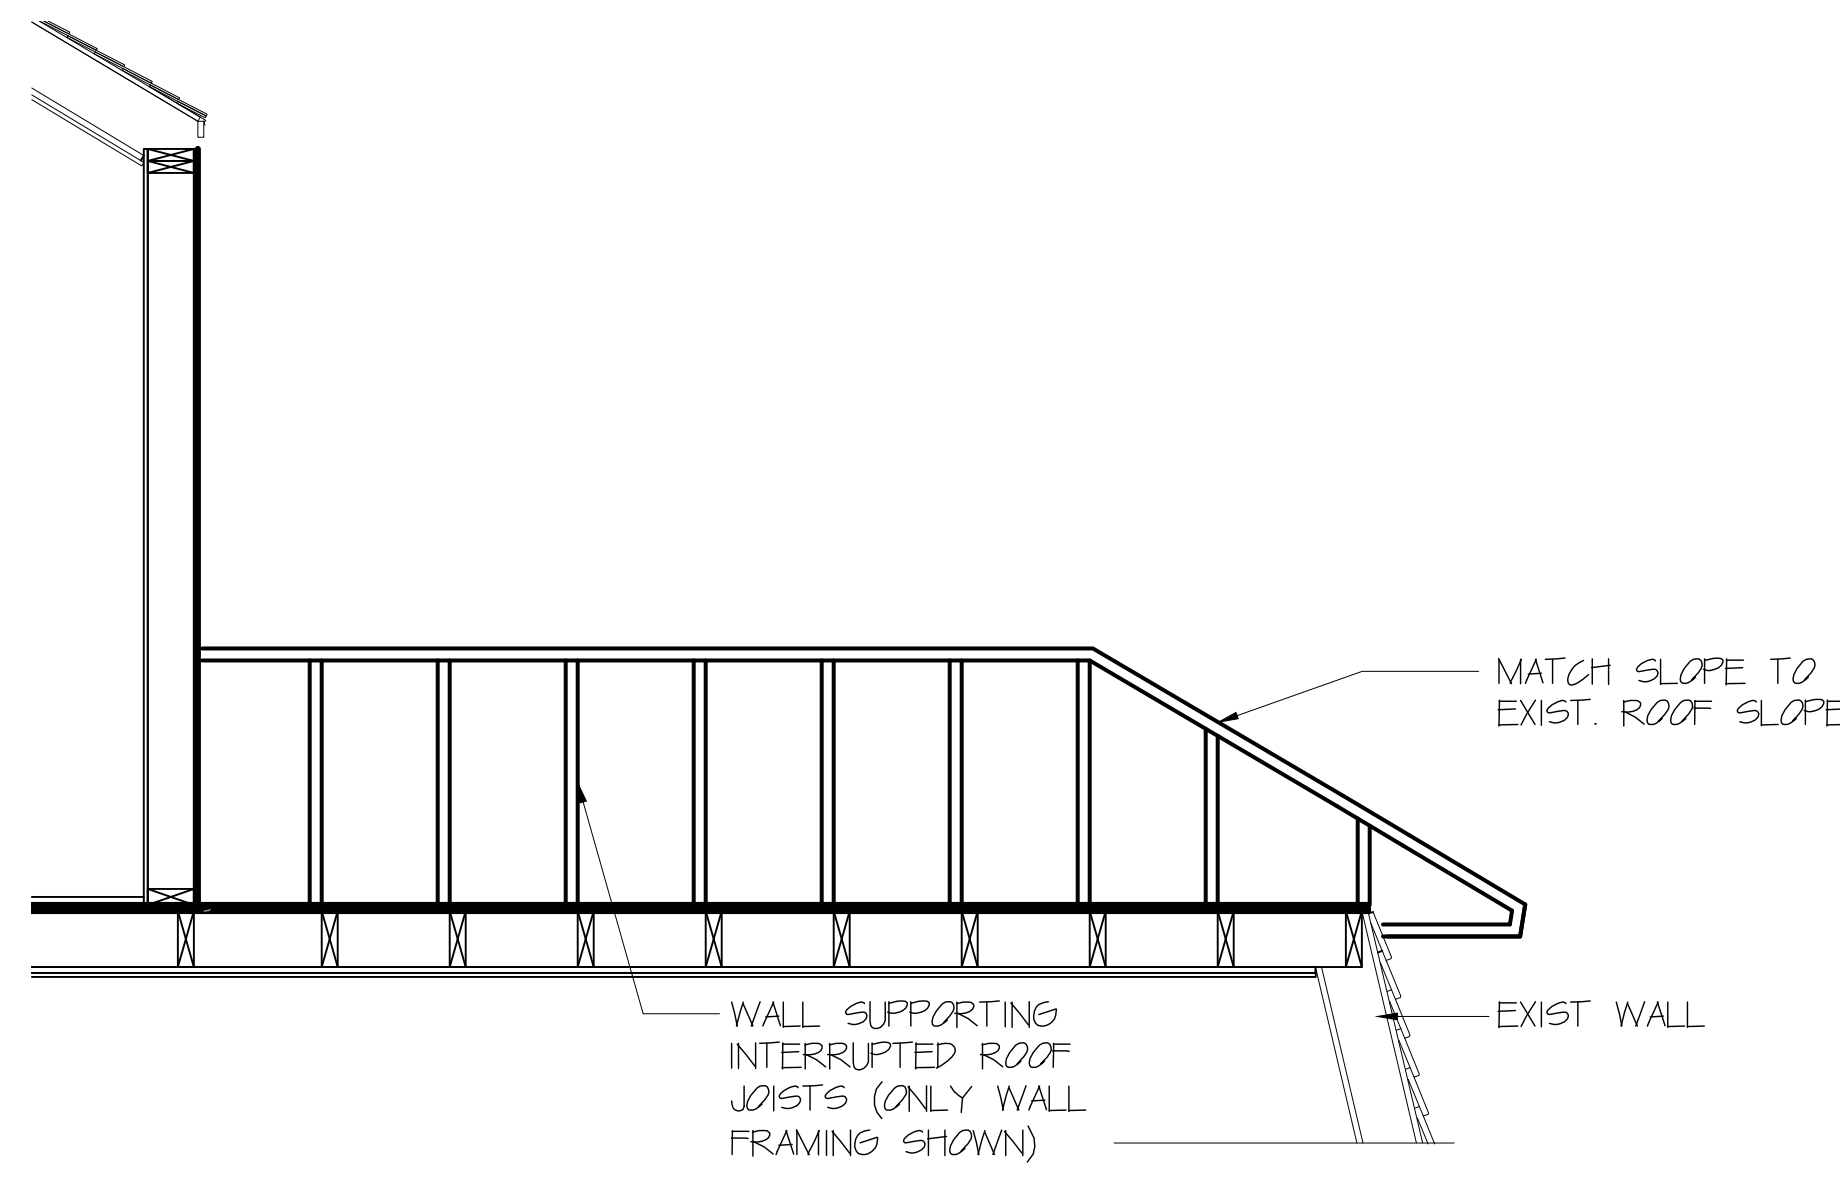 MATCH SLOPE TO
EXIST. ROOF SLOPE
WALL SUPPORTING
INTERRUPTED ROOF
JOISTS (ONLY WALL
FRAMING SHOWN)
EXIST WALL